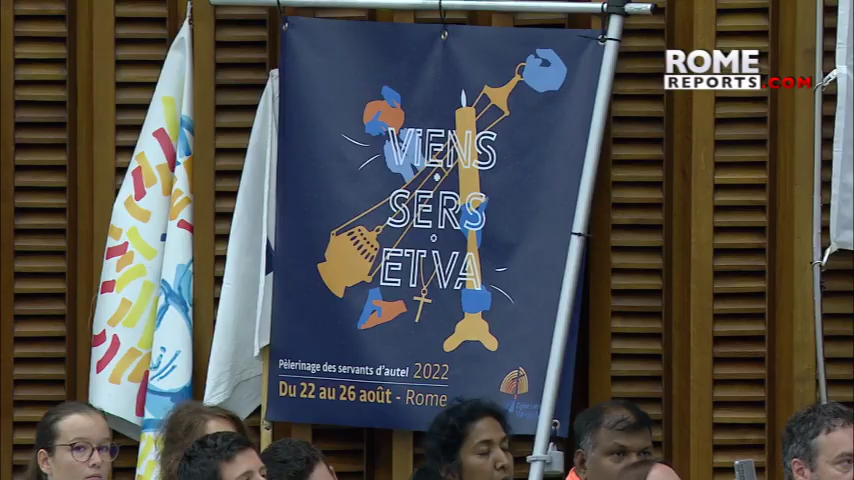 ROME
REPORTS.COM
VIENS
SERS
ET VA
Pèlerinage des servants d'autel 2022
Du 22 au 26 août - Rome